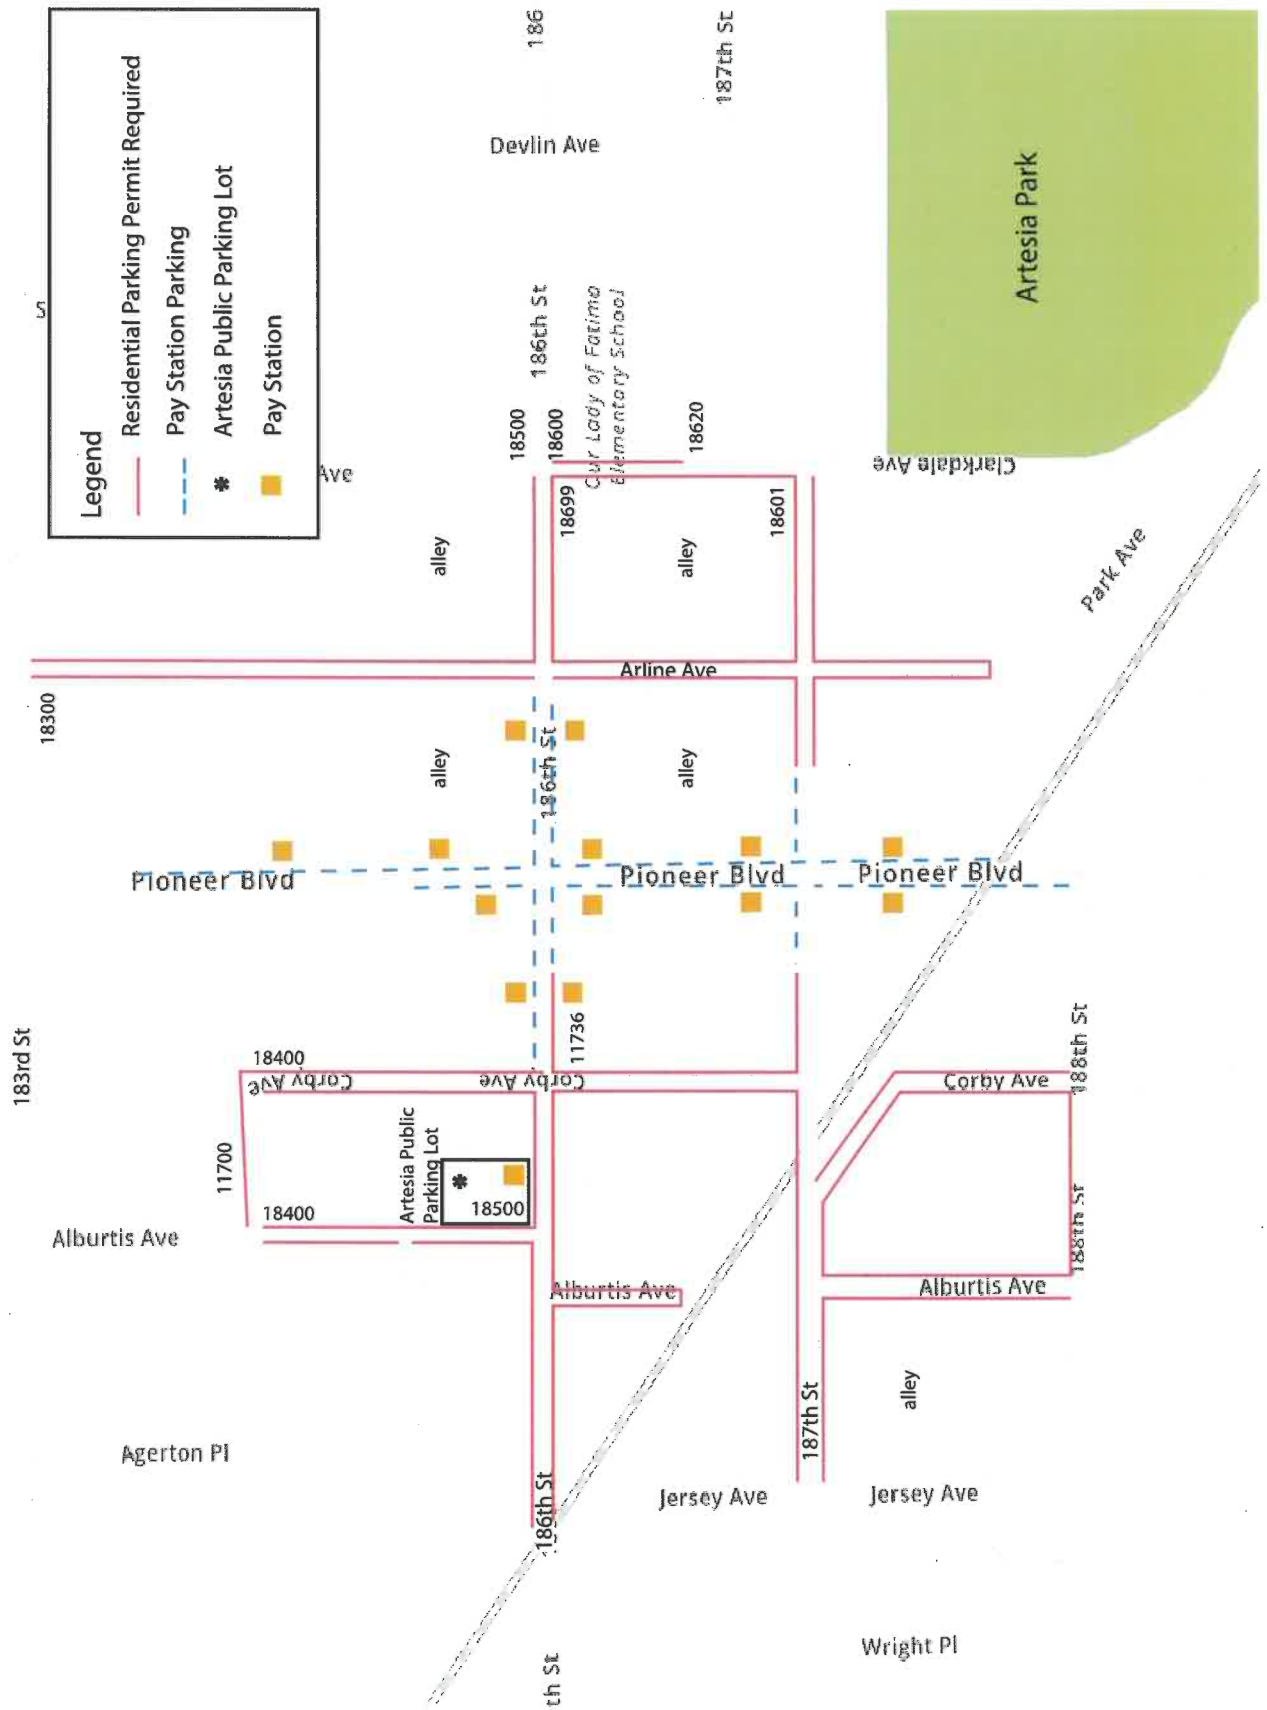 Legend
Residential Parking Permit Required
Pay Station Parking
* Artesia Public Parking Lot
Pay Station
S
186
187th St
Devlin Ave
Artesia Park
186th St
Our Lady of Fatima
Elementary School
18500
18600
18620
Ave
Clarkdale Ave
18699
18601
alley
alley
Park Ave
Arline Ave
18300
alley
186th St
alley
Pioneer Blvd
Pioneer Blvd
Pioneer Blvd
183rd St
11736
188th St
18400
Corby Ave
Corby Ave
Corby Ave
Corby Ave
11700
Artesia Public
Parking Lot
*
18500
18400
Alburtis Ave
188th St
Alburtis Ave
Alburtis Ave
alley
187th St
Agerton Pl
186th St
Jersey Ave
Jersey Ave
Wright Pl
th St